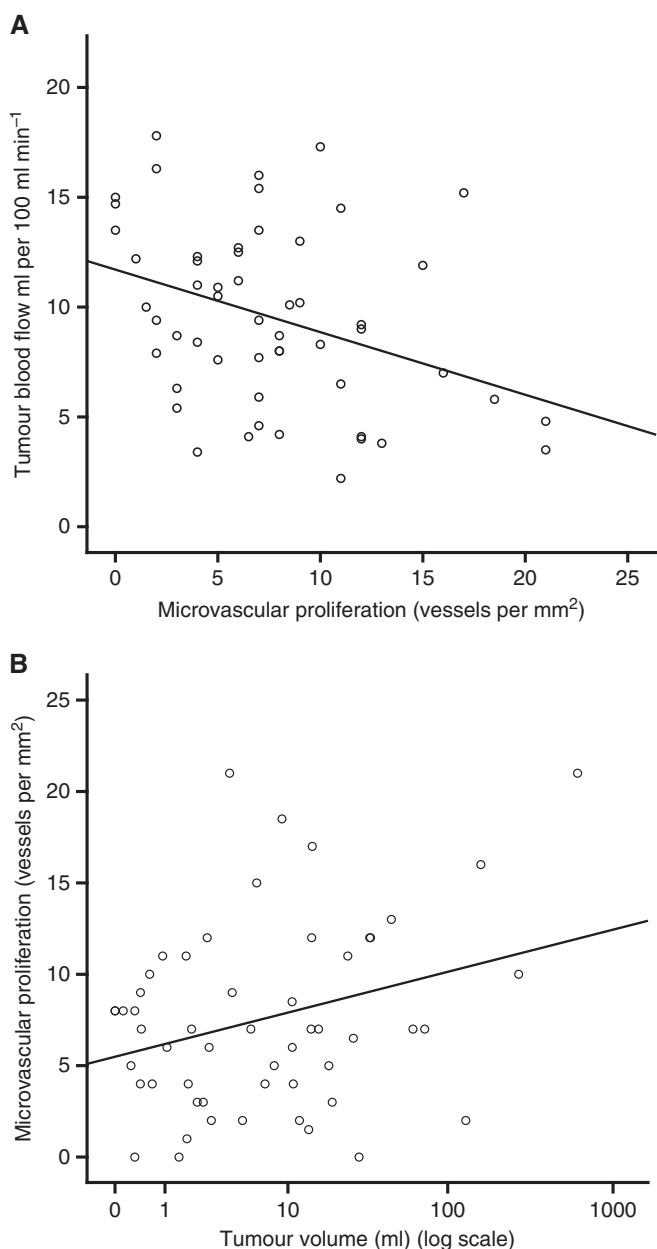 A
20
15
10
5
0
Tumour blood flow ml per 100 ml min⁻¹
0 5 10 15 20 25
Microvascular proliferation (vessels per mm²)
B
25
20
15
10
5
0
Microvascular proliferation (vessels per mm²)
0 1 10 100 1000
Tumour volume (ml) (log scale)